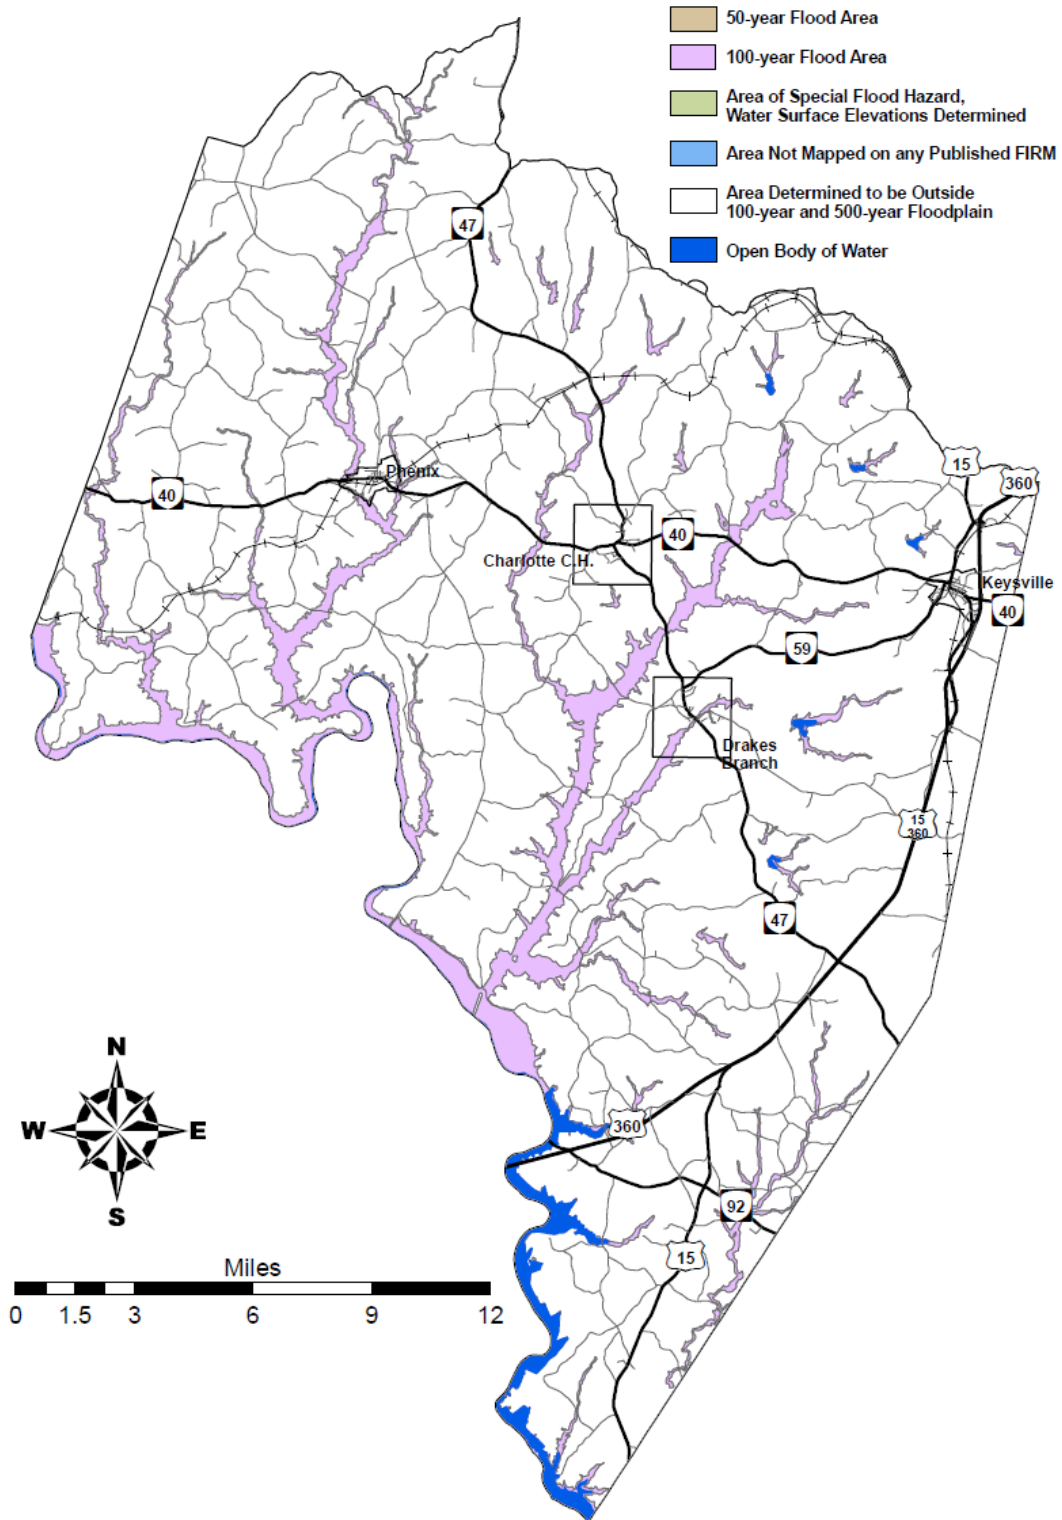 50-year Flood Area
100-year Flood Area
Area of Special Flood Hazard,
Water Surface Elevations Determined
Area Not Mapped on any Published FIRM
Area Determined to be Outside
100-year and 500-year Floodplain
Open Body of Water
47
15
360
Phenix
40
40
Charlotte C.H.
Keysville
40
59
Drakes
Branch
15
360
47
N
W
E
S
360
92
15
Miles
0 1.5 3 6 9 12